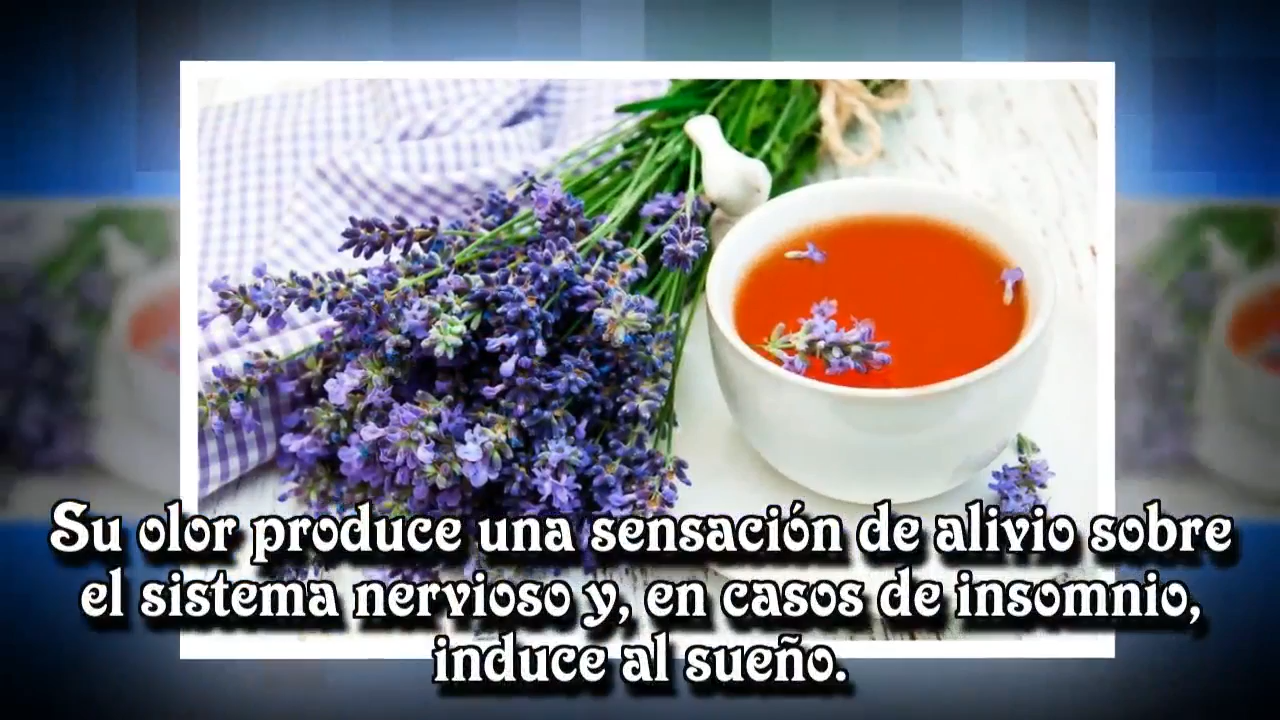 Su olor produce una sensación de alivio sobre
el sistema nervioso y, en casos de insomnio,
induce al sueño.